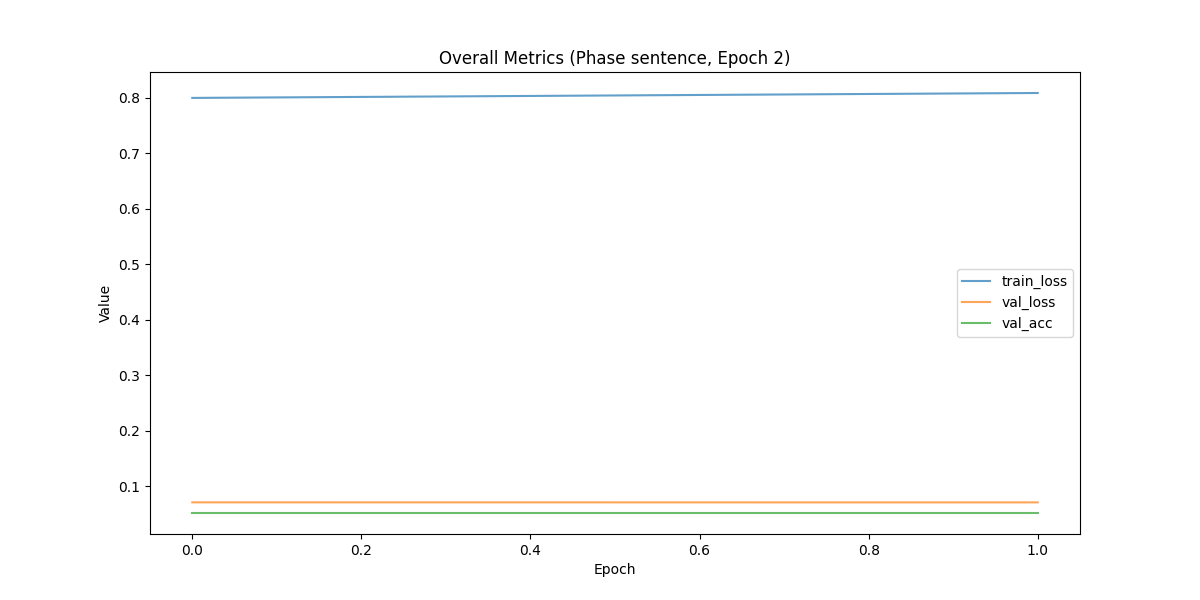 Overall Metrics (Phase sentence, Epoch 2)
Value
0.8
0.7
0.6
0.5
0.4
0.3
0.2
0.1
train_loss
val_loss
val_acc
0.0 0.2 0.4 0.6 0.8 1.0
Epoch